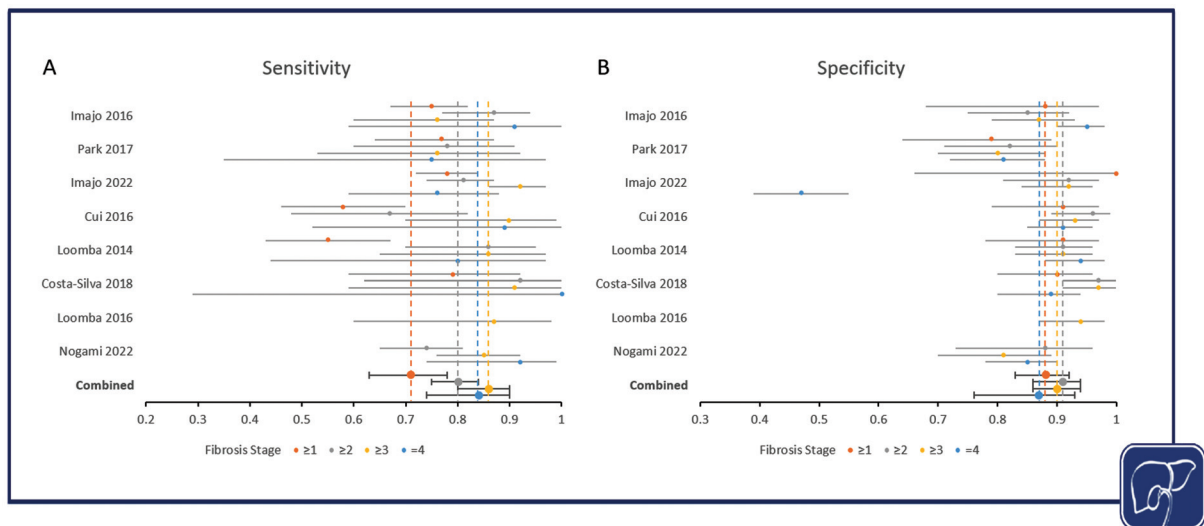 A
Sensitivity
Imajo 2016
Park 2017
Imajo 2022
Cui 2016
Loomba 2014
Costa-Silva 2018
Loomba 2016
Nogami 2022
Combined
0.2 0.3 0.4 0.5 0.6 0.7 0.8 0.9 1
Fibrosis Stage ≥1 ≥2 ≥3 =4
B
Specificity
Imajo 2016
Park 2017
Imajo 2022
Cui 2016
Loomba 2014
Costa-Silva 2018
Loomba 2016
Nogami 2022
Combined
0.3 0.4 0.5 0.6 0.7 0.8 0.9 1
Fibrosis Stage ≥1 ≥2 ≥3 =4